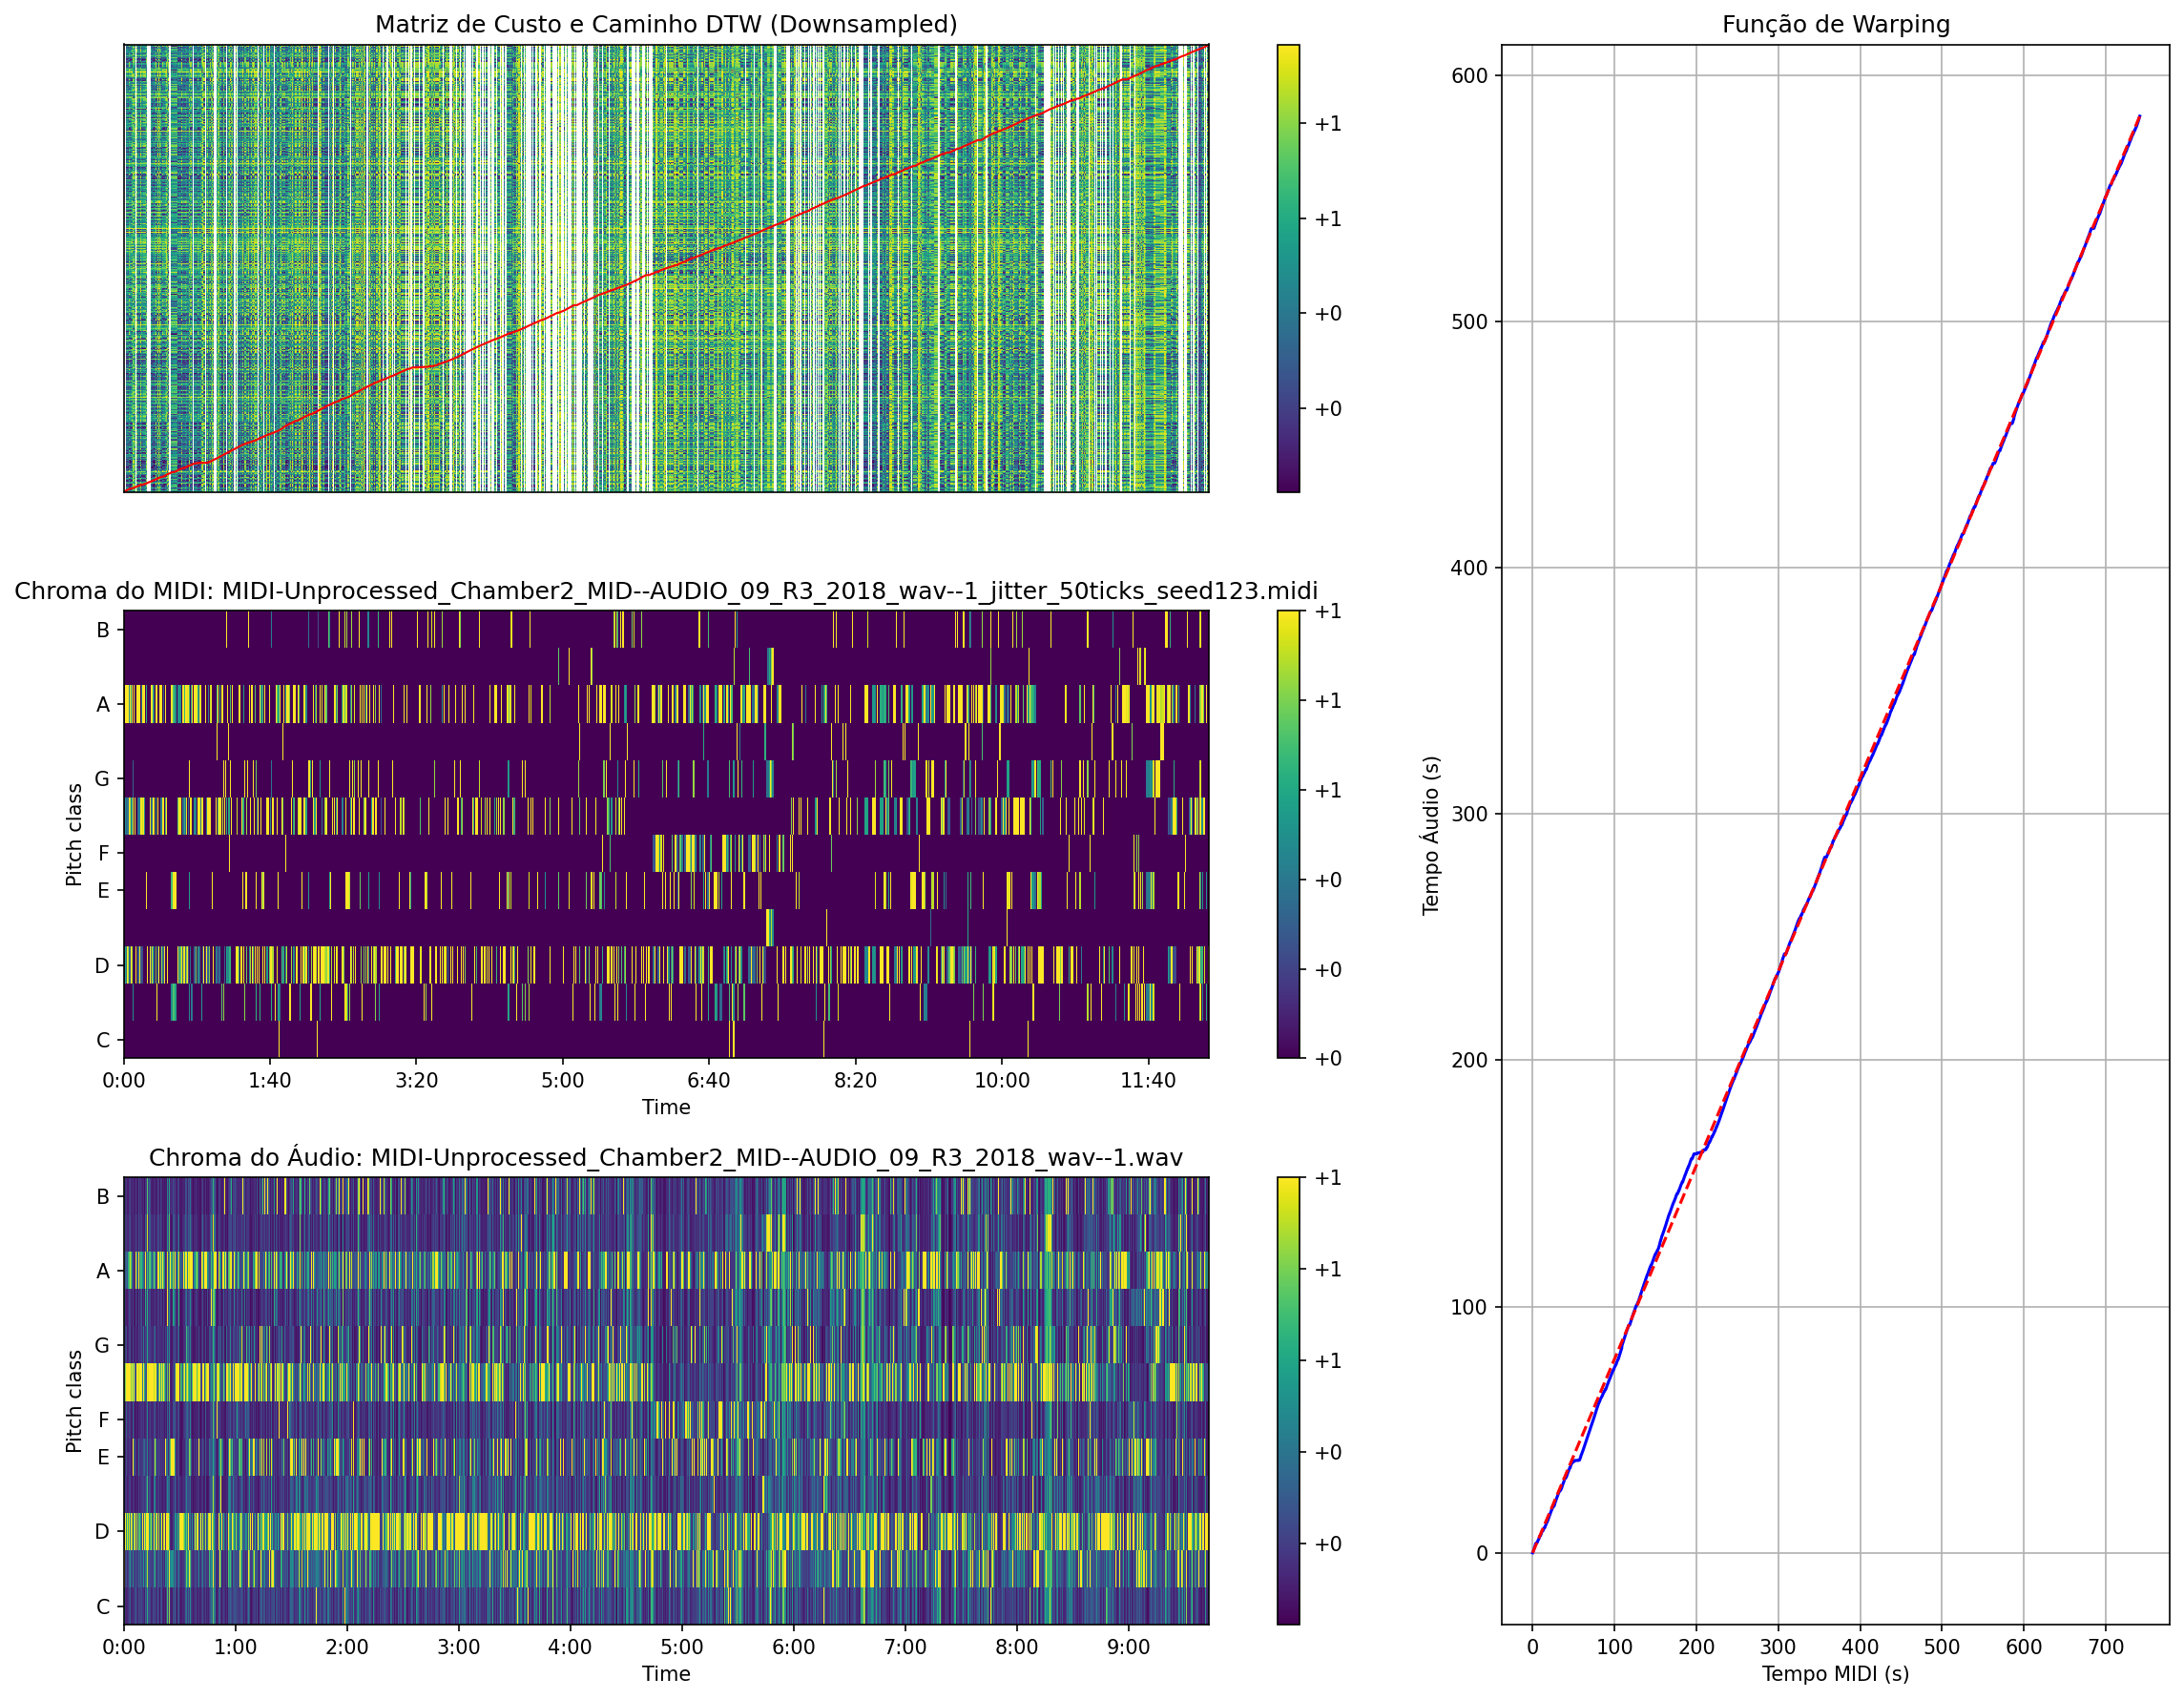 Matriz de Custo e Caminho DTW (Downsampled)
+1
+1
+0
+0
Chroma do MIDI: MIDI-Unprocessed_Chamber2_MID--AUDIO_09_R3_2018_wav--1_jitter_50ticks_seed123.midi
B
A
G
F
E
D
C
Pitch class
0:00 1:40 3:20 5:00 6:40 8:20 10:00 11:40
Time
+1
+1
+1
+0
+0
+0
Chroma do Áudio: MIDI-Unprocessed_Chamber2_MID--AUDIO_09_R3_2018_wav--1.wav
B
A
G
F
E
D
C
Pitch class
0:00 1:00 2:00 3:00 4:00 5:00 6:00 7:00 8:00 9:00
Time
+1
+1
+1
+0
+0
Função de Warping
600
500
400
300
200
100
0
Tempo Áudio (s)
0 100 200 300 400 500 600 700
Tempo MIDI (s)